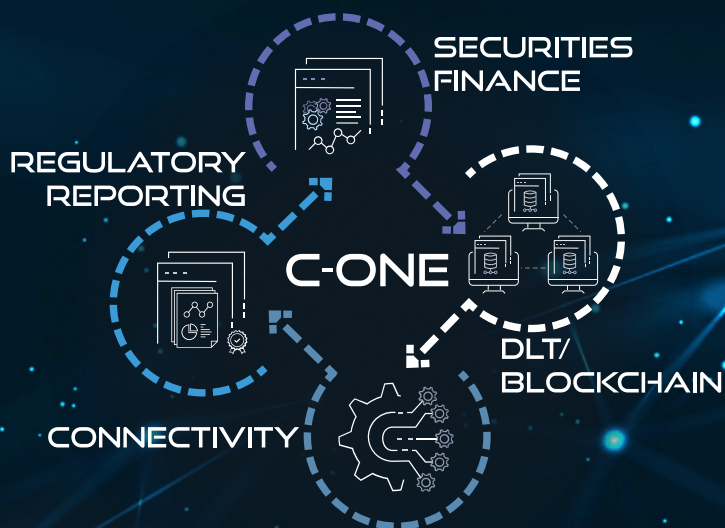 SECURITIES
FINANCE
REGULATORY
REPORTING
C-ONE
DLT/
BLOCKCHAIN
CONNECTIVITY